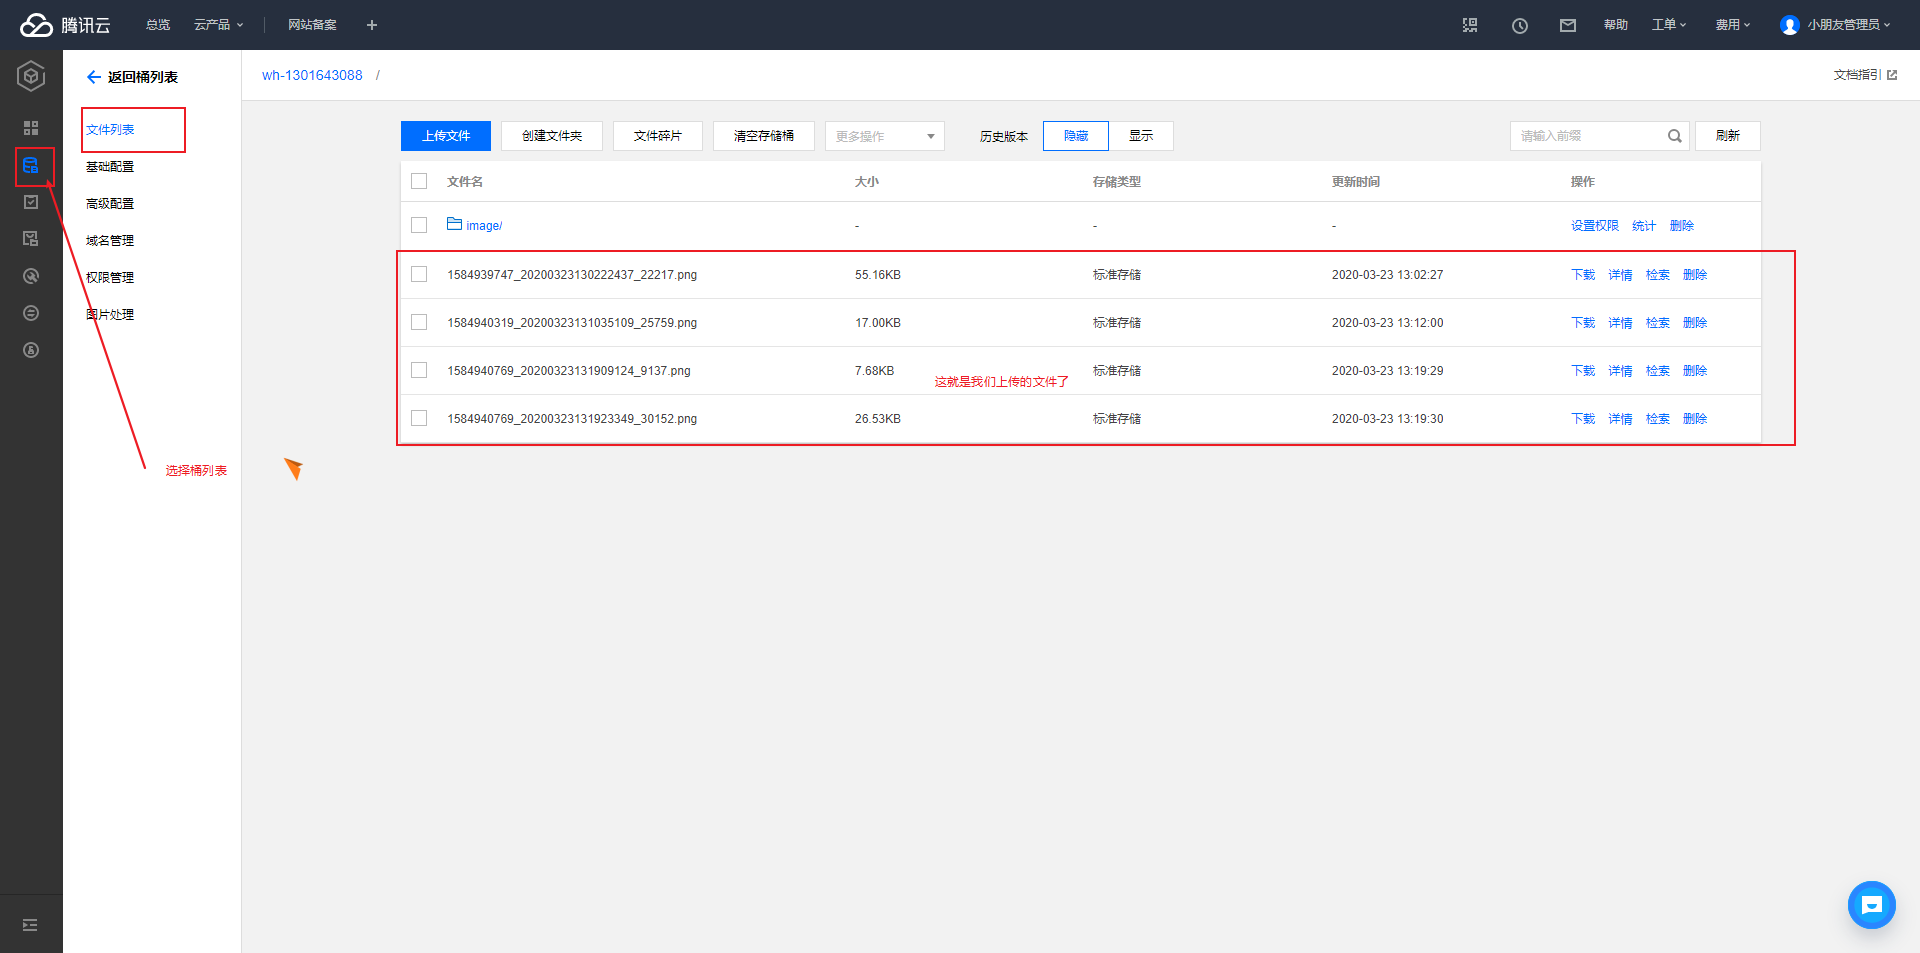 腾讯云 总览 云产品 网站备案 + 帮助 工单 费用 小朋友管理员
返回桶列表 wh-1301643088 / 文档指引
文件列表
基础配置
高级配置
域名管理
权限管理
图片处理
选择桶列表
上传文件 创建文件夹 文件碎片 清空存储桶 更多操作 历史版本 隐藏 显示 请输入前缀 刷新
文件名 大小 存储类型 更新时间 操作
image/ - - - 设置权限 统计 删除
1584939747_20200323130222437_22217.png 55.16KB 标准存储 2020-03-23 13:02:27 下载 详情 检索 删除
1584940319_20200323131035109_25759.png 17.00KB 标准存储 2020-03-23 13:12:00 下载 详情 检索 删除
1584940769_20200323131909124_9137.png 7.68KB 标准存储 2020-03-23 13:19:29 下载 详情 检索 删除
这就是我们上传的文件了
1584940769_20200323131923349_30152.png 26.53KB 标准存储 2020-03-23 13:19:30 下载 详情 检索 删除